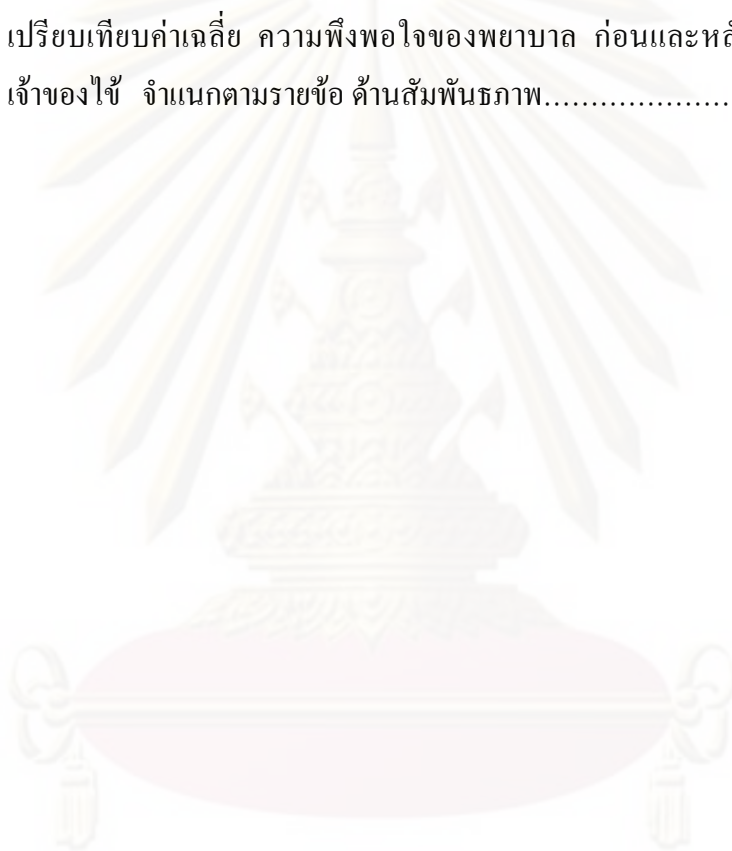 เปรียบเทียบค่าเฉลี่ย ความพึงพอใจของพยาบาล ก่อนและหลั
เจ้าของไข้ จำแนกตามรายข้อ ด้านสัมพันธภาพ....................